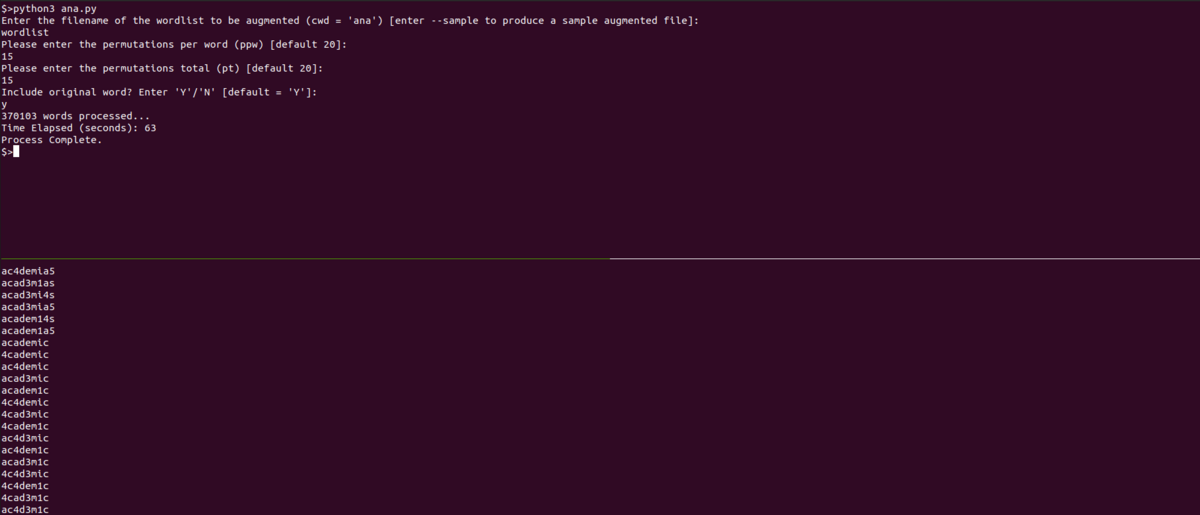 $>python3 ana.py
Enter the filename of the wordlist to be augmented (cwd = 'ana') [enter --sample to produce a sample augmented file]:
wordlist
Please enter the permutations per word (ppw) [default 20]:
15
Please enter the permutations total (pt) [default 20]:
15
Include original word? Enter 'Y'/'N' [default = 'Y']:
y
370103 words processed...
Time Elapsed (seconds): 63
Process Complete.
$>
ac4demia5
acad3m1as
acad3mi4s
acad3mia5
academ14s
academ1a5
academic
4cademic
ac4demic
acad3mic
academ1c
4c4demic
4cad3mic
4cadem1c
ac4d3mic
ac4dem1c
acad3m1c
4c4d3mic
4c4dem1c
4cad3m1c
ac4d3m1c